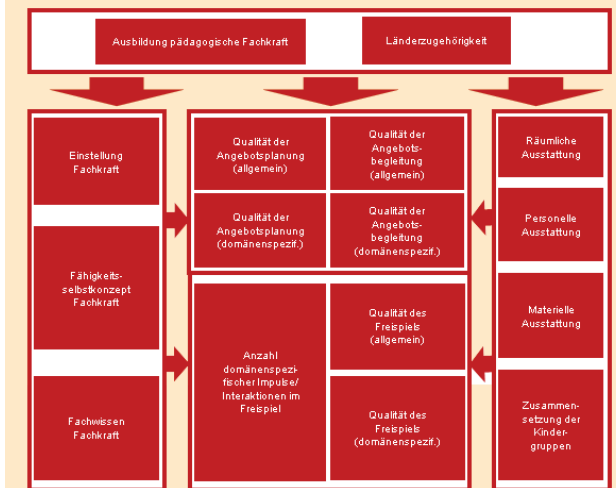 Ausbildung pädagogische Fachkraft
Länderzugehörigkeit
Einstellung
Fachkraft
Fähigkeits-
selbstkonzept
Fachkraft
Fachwissen
Fachkraft
Qualität der
Angebotsplanung
(allgemein)
Qualität der
Angebots-
begleitung
(allgemein)
Qualität der
Angebotsplanung
(domänenspezif.)
Qualität der
Angebots-
begleitung
(domänenspezif.)
Anzahl
domänenspezi-
fischer Impulse/
Interaktionen im
Freispiel
Qualität des
Freispiels
(allgemein)
Qualität des
Freispiels
(domänenspezif.)
Räumliche
Ausstattung
Personelle
Ausstattung
Materielle
Ausstattung
Zusammen-
setzung der
Kinder-
gruppen